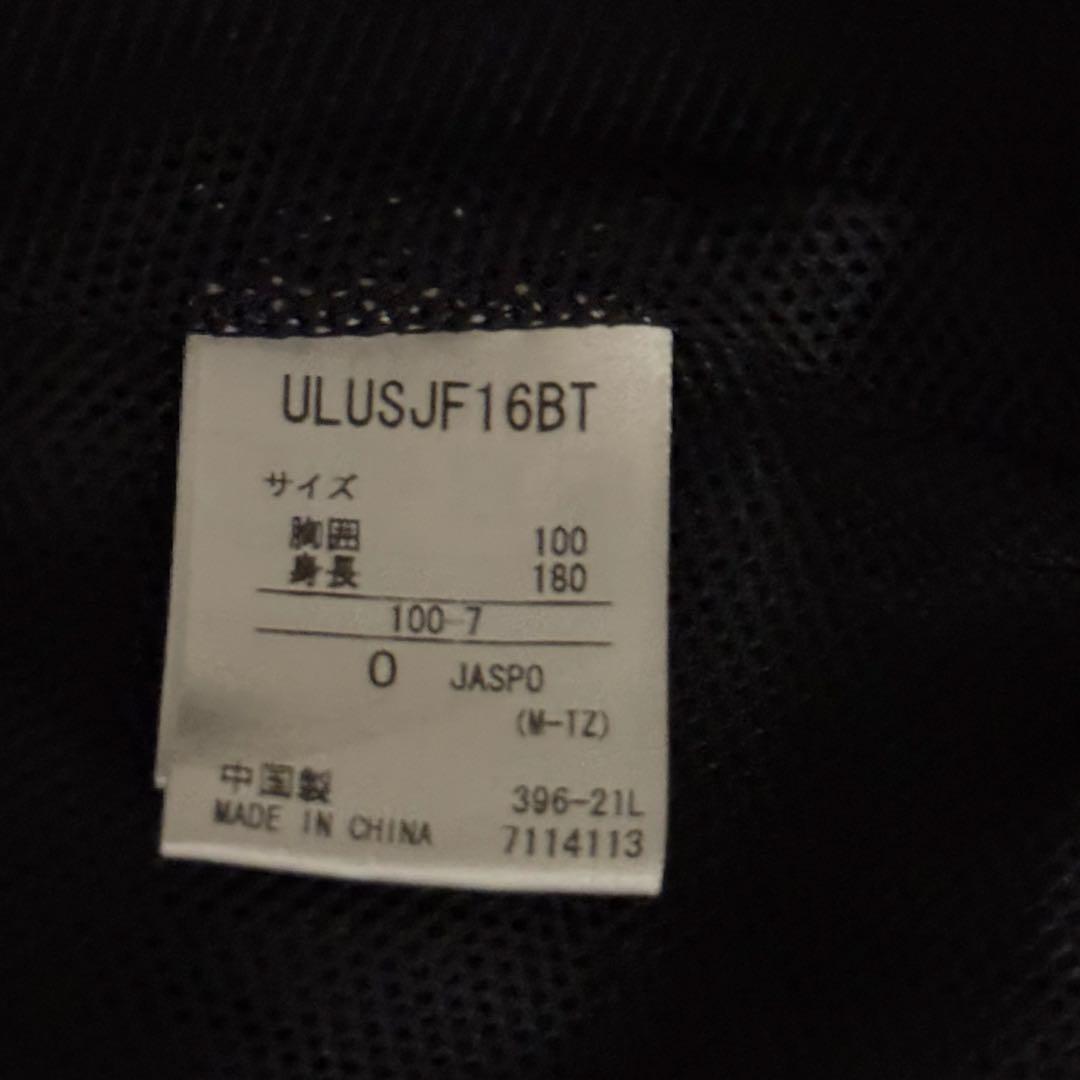 ULUSJF16BT
サイズ
胸囲 100
身長 180
100-7
O JASPO
(M-TZ)
中国製 396-21L
MADE IN CHINA 7114113